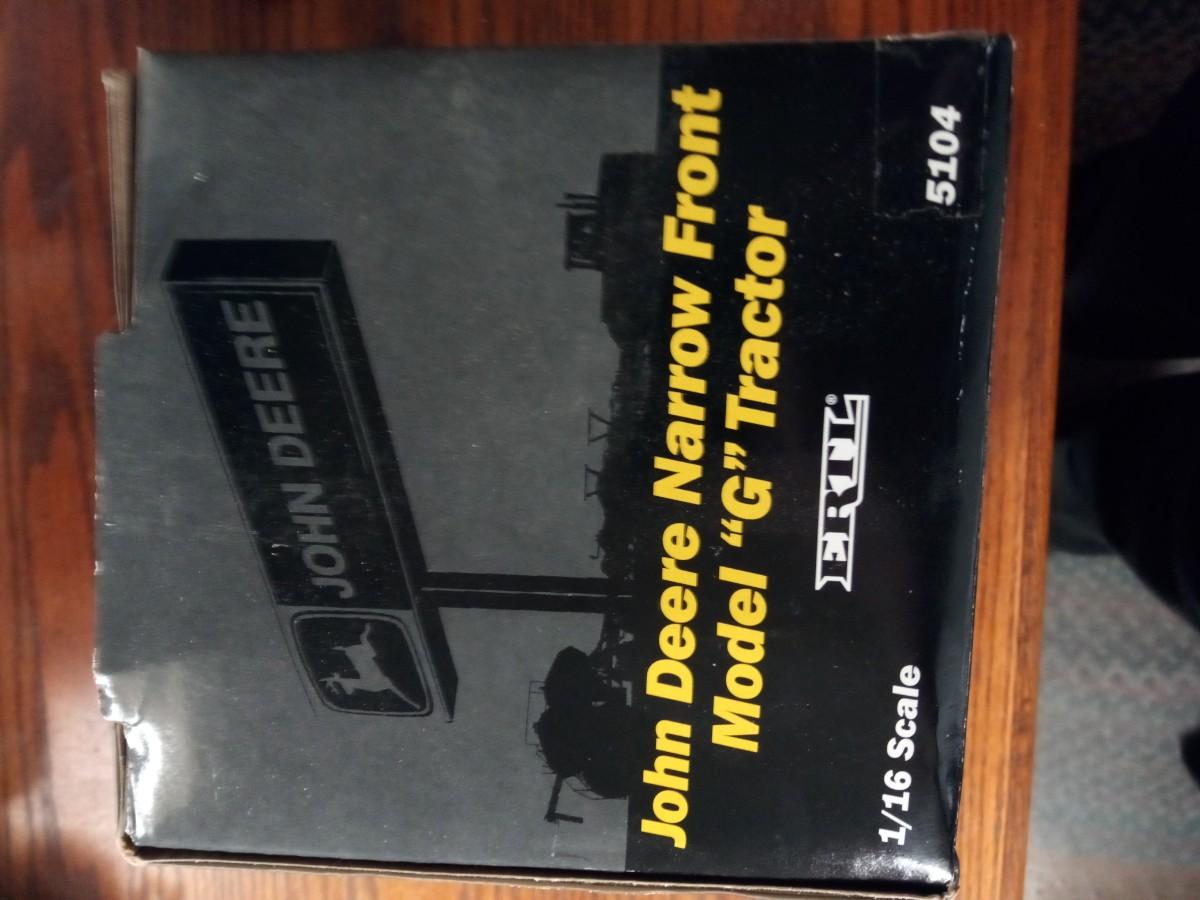 JOHN DEERE
John Deere Narrow Front
Model “G” Tractor
ERTL®
1/16 Scale
5104